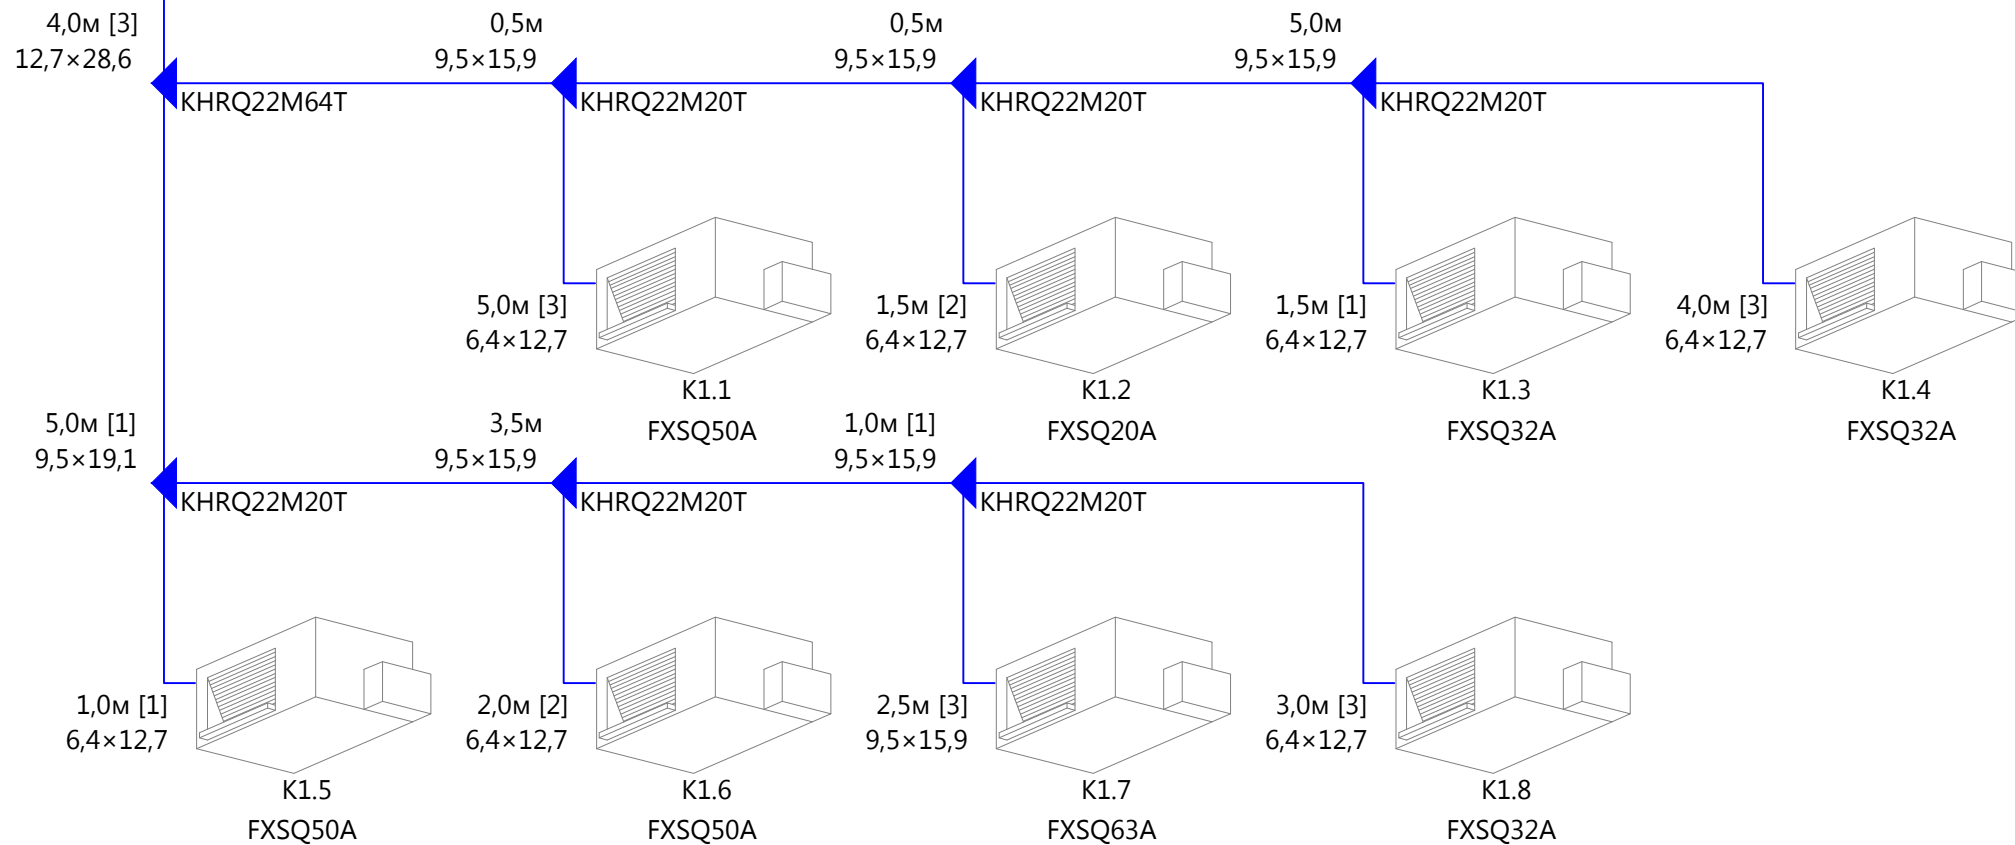 4,0м [3]
12,7×28,6
0,5м
9,5×15,9
0,5м
9,5×15,9
5,0м
9,5×15,9
KHRQ22M64T
KHRQ22M20T
KHRQ22M20T
KHRQ22M20T
5,0м [3]
6,4×12,7
1,5м [2]
6,4×12,7
1,5м [1]
6,4×12,7
4,0м [3]
6,4×12,7
K1.1
FXSQ50A
K1.2
FXSQ20A
K1.3
FXSQ32A
K1.4
FXSQ32A
5,0м [1]
9,5×19,1
3,5м
9,5×15,9
1,0м [1]
9,5×15,9
KHRQ22M20T
KHRQ22M20T
KHRQ22M20T
1,0м [1]
6,4×12,7
2,0м [2]
6,4×12,7
2,5м [3]
9,5×15,9
3,0м [3]
6,4×12,7
K1.5
FXSQ50A
K1.6
FXSQ50A
K1.7
FXSQ63A
K1.8
FXSQ32A